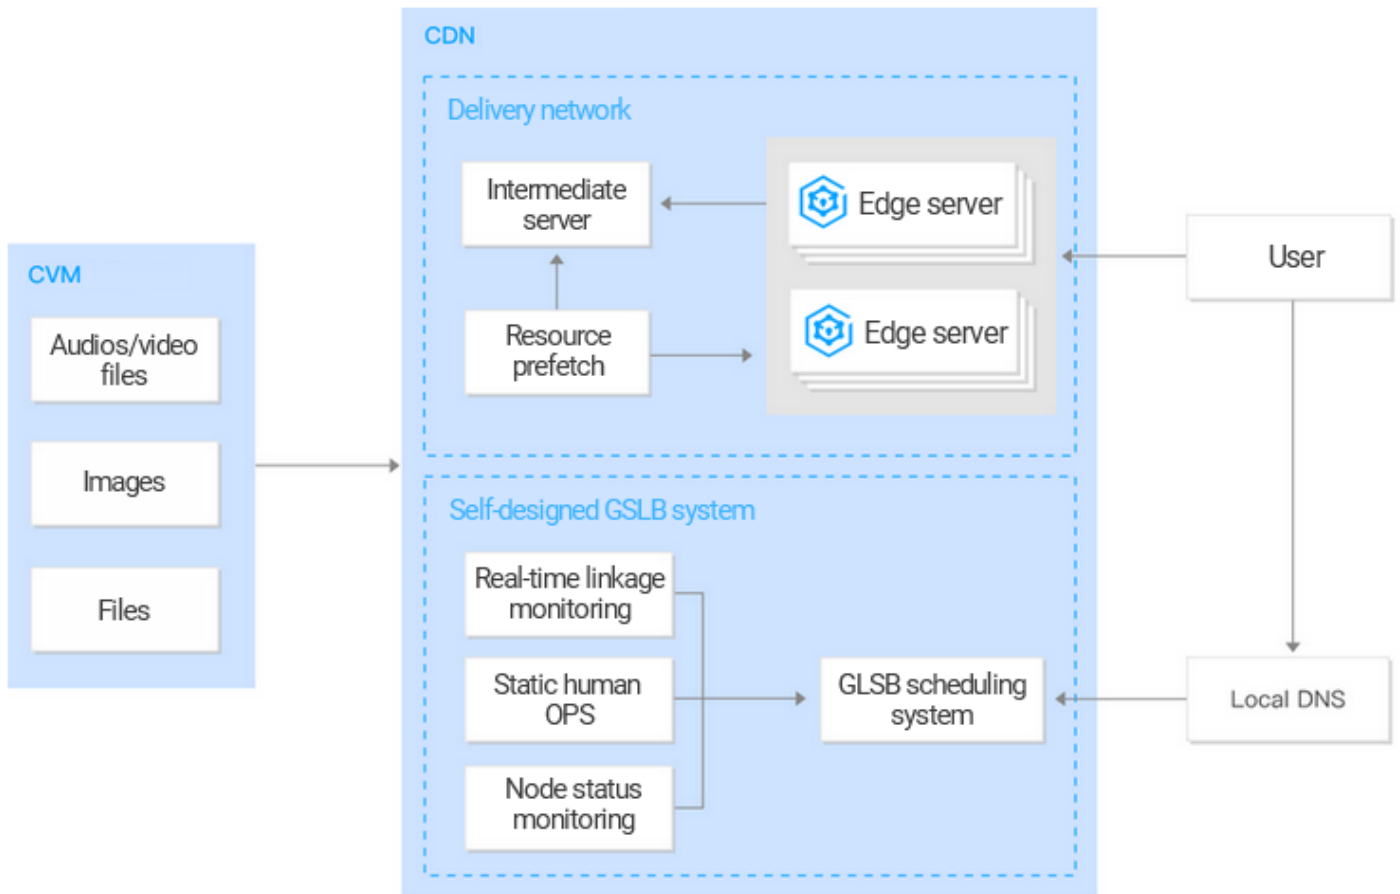 CDN
Delivery network
Intermediate
server
Edge server
Resource
prefetch
Edge server
User
CVM
Audios/video
files
Images
Files
Self-designed GSLB system
Real-time linkage
monitoring
Static human
OPS
Node status
monitoring
GLSB scheduling
system
Local DNS